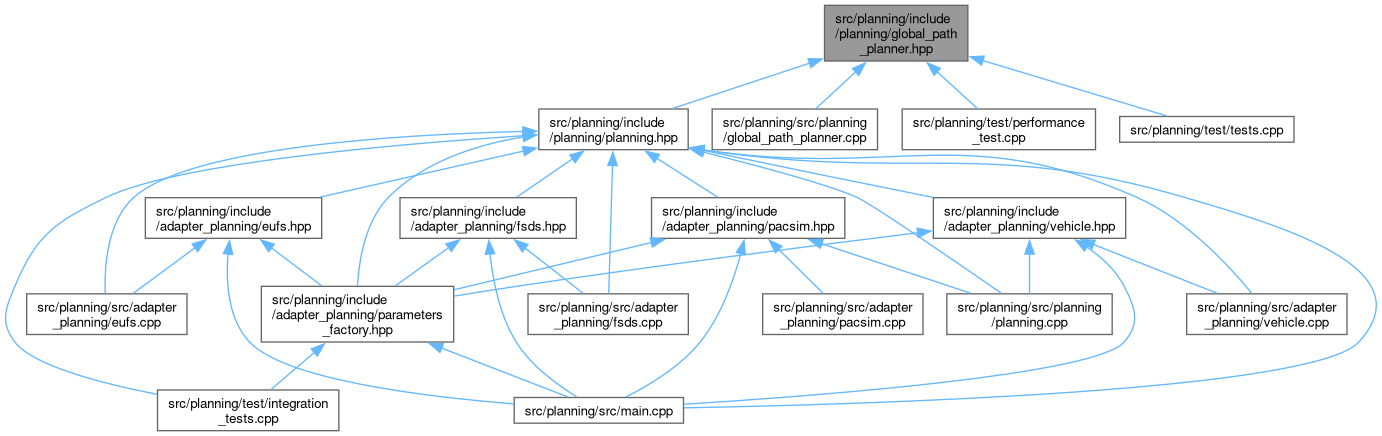 src/planning/include
/planning/global_path
_planner.hpp
src/planning/include
/planning/planning.hpp
src/planning/src/planning
/global_path_planner.cpp
src/planning/test/performance
_test.cpp
src/planning/test/tests.cpp
src/planning/include
/adapter_planning/eufs.hpp
src/planning/include
/adapter_planning/fsds.hpp
src/planning/include
/adapter_planning/pacsim.hpp
src/planning/include
/adapter_planning/vehicle.hpp
src/planning/src/adapter
_planning/eufs.cpp
src/planning/include
/adapter_planning/parameters
_factory.hpp
src/planning/src/adapter
_planning/fsds.cpp
src/planning/src/adapter
_planning/pacsim.cpp
src/planning/src/planning
/planning.cpp
src/planning/src/adapter
_planning/vehicle.cpp
src/planning/test/integration
_tests.cpp
src/planning/src/main.cpp